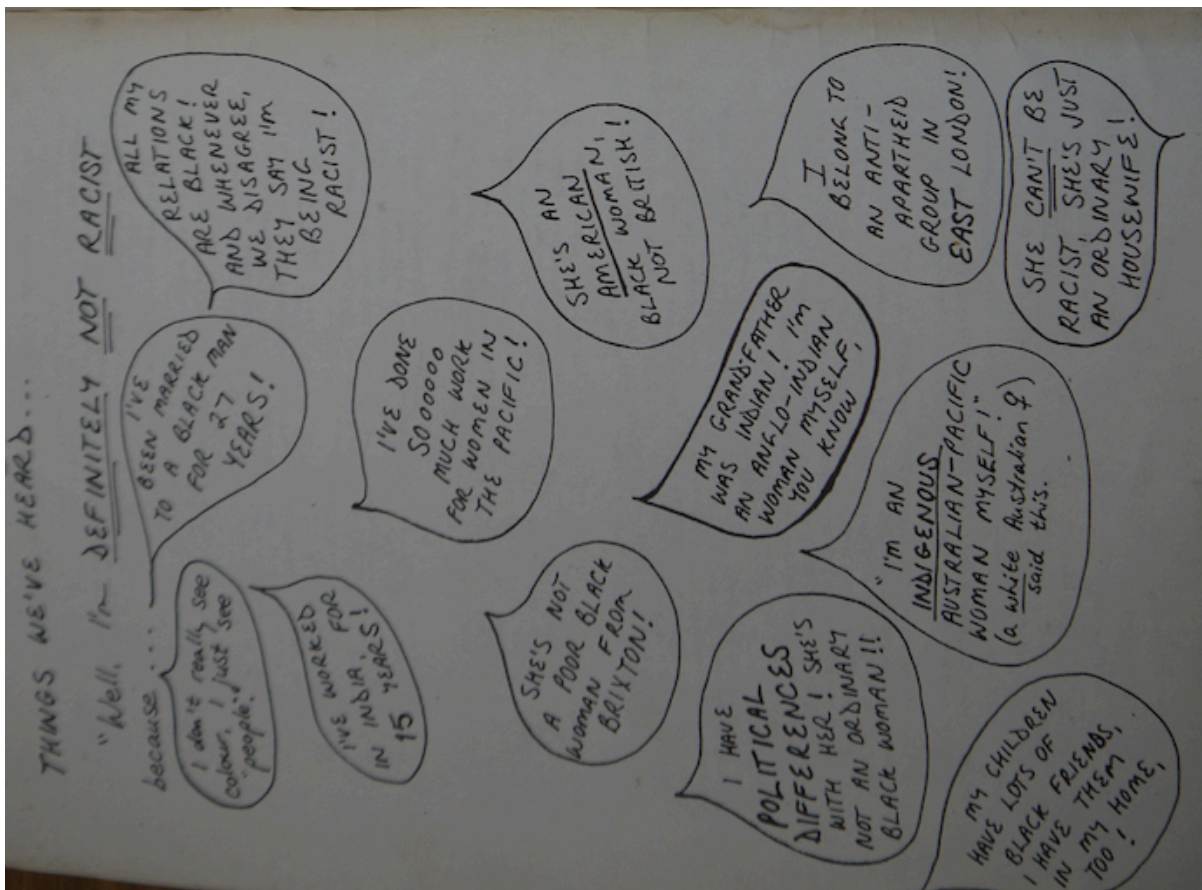 THINGS WE'VE HEARD...
"Well, I'm DEFINITELY NOT RACIST
because...
I don't really see
colour, I just see
"people".
I'VE
BEEN MARRIED
TO A BLACK MAN
FOR 27
YEARS!
ALL MY
RELATIONS
ARE BLACK!
AND WHENEVER
WE DISAGREE,
THEY SAY I'M
BEING
RACIST!
I'VE WORKED
IN INDIA, FOR
15 YEARS!
I'VE DONE
SOOOOOO
MUCH WORK
FOR WOMEN IN
THE PACIFIC!
SHE'S AN
AMERICAN,
BLACK WOMAN,
NOT BRITISH!
SHE'S NOT
A POOR BLACK
WOMAN FROM
BRIXTON!
MY GRAND-FATHER
WAS INDIAN! I'M
AN ANGLO-INDIAN
WOMAN MYSELF,
YOU KNOW
I
BELONG TO
AN ANTI-
APARTHEID
GROUP IN
EAST LONDON!
I HAVE
POLITICAL
DIFFERENCES
WITH HER! SHE'S
NOT AN ORDINARY
BLACK WOMAN!!
"I'M AN
INDIGENOUS
AUSTRALIAN-PACIFIC
WOMAN MYSELF!"
(a white Australian ♀)
said this.
SHE CAN'T BE
RACIST, SHE'S JUST
AN ORDINARY
HOUSEWIFE!
MY CHILDREN
HAVE LOTS OF
BLACK FRIENDS,
I HAVE THEM
IN MY HOME,
TOO!